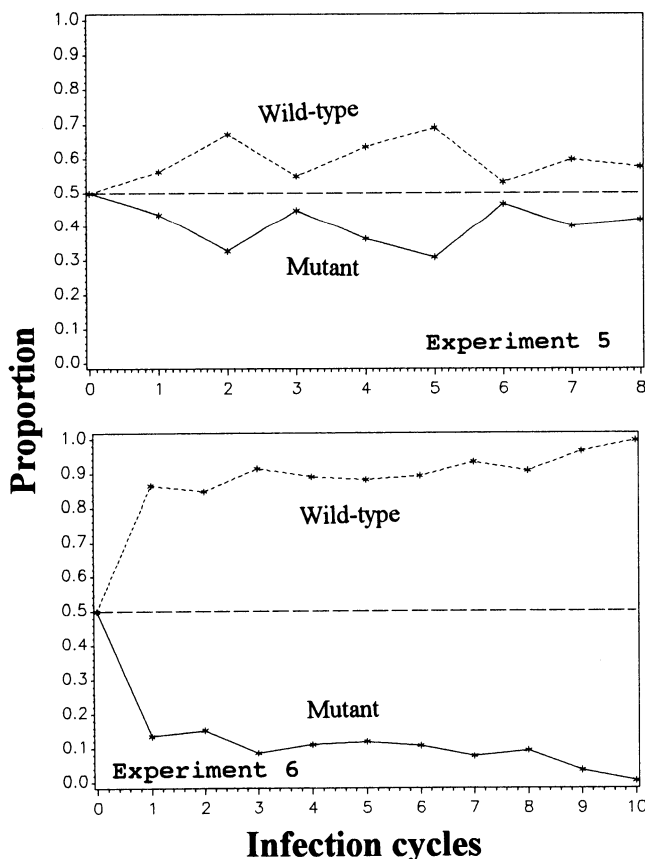 Proportion
1.0
0.9
0.8
0.7
0.6
0.5
0.4
0.3
0.2
0.1
0.0
Wild-type
Mutant
Experiment 5
0 1 2 3 4 5 6 7 8
1.0
0.9
0.8
0.7
0.6
0.5
0.4
0.3
0.2
0.1
0.0
Wild-type
Mutant
Experiment 6
0 1 2 3 4 5 6 7 8 9 10
Infection cycles